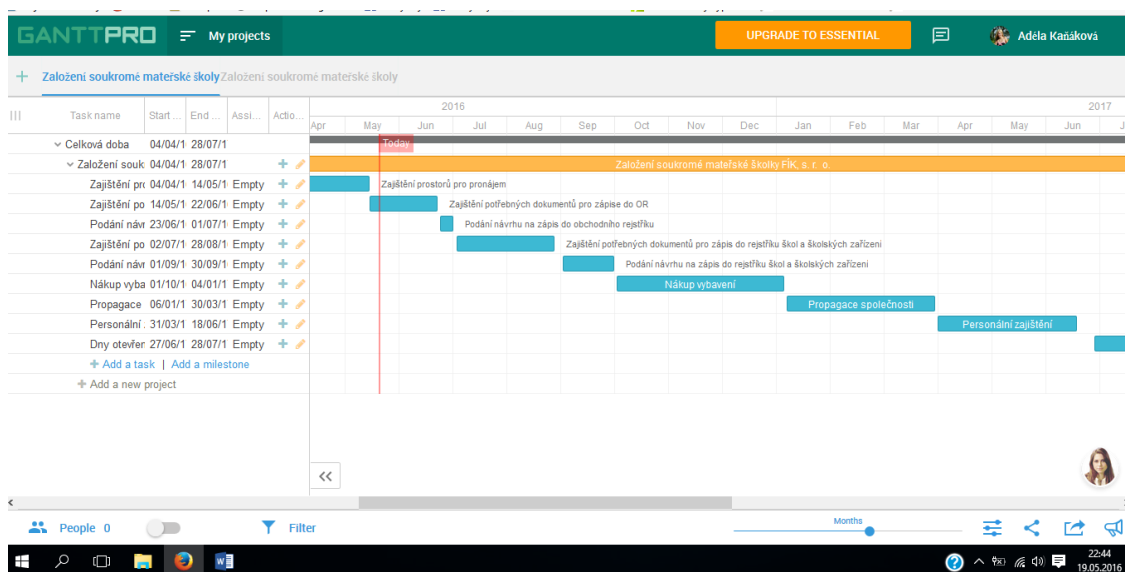 GANTTPRO My projects UPGRADE TO ESSENTIAL Adéla Kaňáková
+ Založení soukromé mateřské školy Založení soukromé mateřské školy
Task name Start ... End ... Assi... Actio...
2016 2017
Apr May Jun Jul Aug Sep Oct Nov Dec Jan Feb Mar Apr May Jun J
Celková doba 04/04/1 28/07/1 Today
Založení souk 04/04/1 28/07/1 Založení soukromé mateřské školky FÍK, s. r. o.
Zajištění pro 04/04/1 14/05/1 Empty Zajištění prostorů pro pronájem
Zajištění po 14/05/1 22/06/1 Empty Zajištění potřebných dokumentů pro zápise do OR
Podání návr 23/06/1 01/07/1 Empty Podání návrhu na zápis do obchodního rejstříku
Zajištění po 02/07/1 28/08/1 Empty Zajištění potřebných dokumentů pro zápis do rejstříku škol a školských zařízení
Podání návr 01/09/1 30/09/1 Empty Podání návrhu na zápis do rejstříku škol a školských zařízení
Nákup vyba 01/10/1 04/01/1 Empty Nákup vybavení
Propagace 06/01/1 30/03/1 Empty Propagace společnosti
Personální . 31/03/1 18/06/1 Empty Personální zajištění
Dny otevřen 27/06/1 28/07/1 Empty
+ Add a task | Add a milestone
+ Add a new project
People 0 Filter Months
22:44
19.05.2016